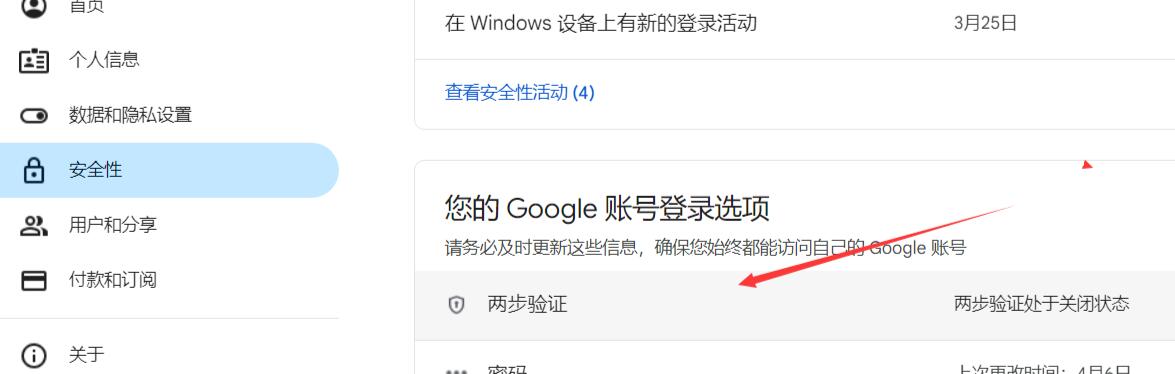 首页
个人信息
数据和隐私设置
安全性
用户和分享
付款和订阅
关于
在 Windows 设备上有新的登录活动 3月25日
查看安全性活动 (4)
您的 Google 账号登录选项
请务必及时更新这些信息，确保您始终都能访问自己的 Google 账号
两步验证 两步验证处于关闭状态
密码 上次更改时间：4月6日